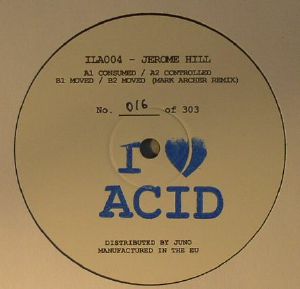 ILA004 - JEROME HILL
A1 CONSUMED / A2 CONTROLLED
B1 MOVED / B2 MOVED (MARK ARCHER REMIX)
No. 016 of 303
I
ACID
DISTRIBUTED BY JUNO
MANUFACTURED IN THE EU